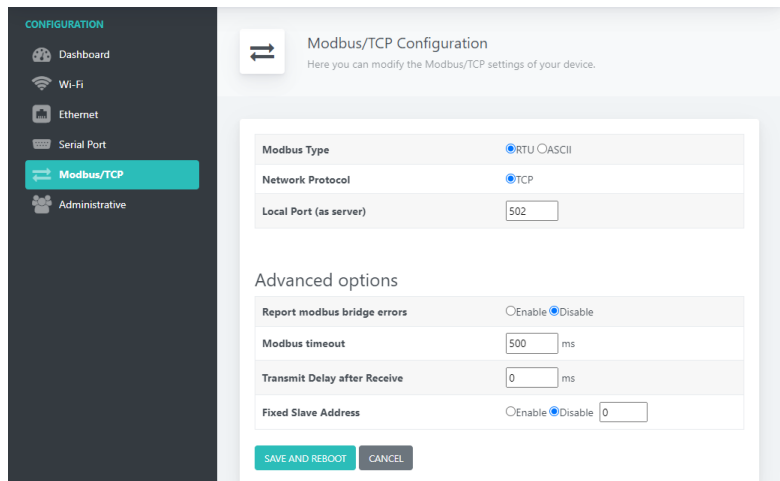 CONFIGURATION
Dashboard
Wi-Fi
Ethernet
Serial Port
Modbus/TCP
Administrative
Modbus/TCP Configuration
Here you can modify the Modbus/TCP settings of your device.
Modbus Type RTU ASCII
Network Protocol TCP
Local Port (as server) 502
Advanced options
Report modbus bridge errors Enable Disable
Modbus timeout 500 ms
Transmit Delay after Receive 0 ms
Fixed Slave Address Enable Disable 0
SAVE AND REBOOT CANCEL